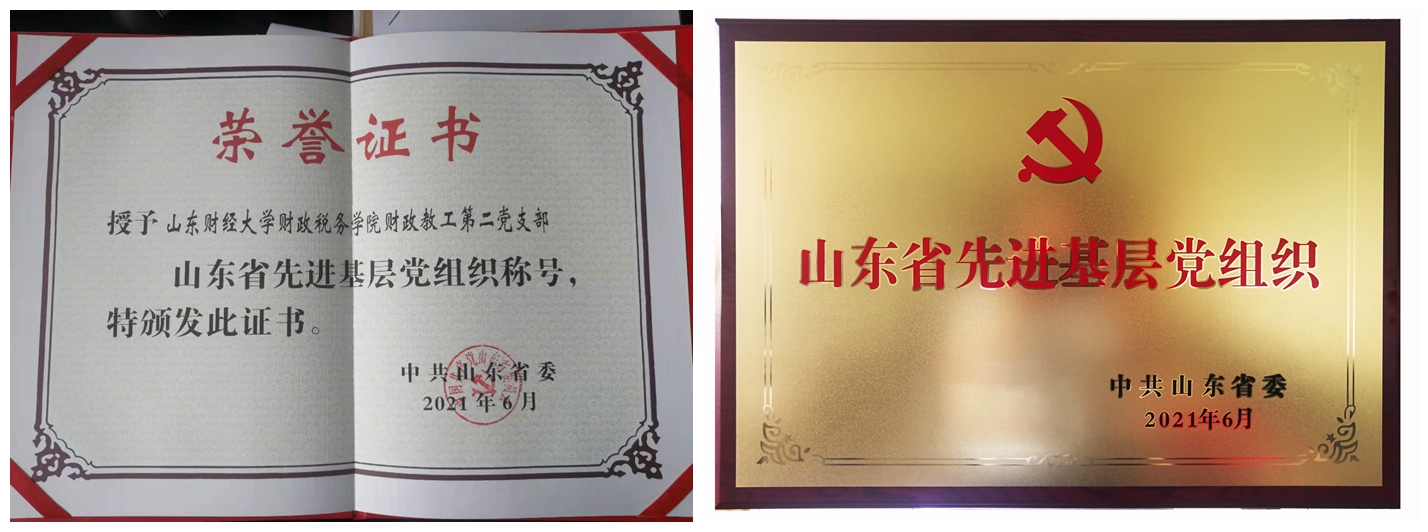 荣誉证书
授予 山东财经大学财政税务学院财政教工第二党支部
山东省先进基层党组织称号，
特颁发此证书。
中共山东省委
2021年6月
山东省先进基层党组织
中共山东省委
2021年6月